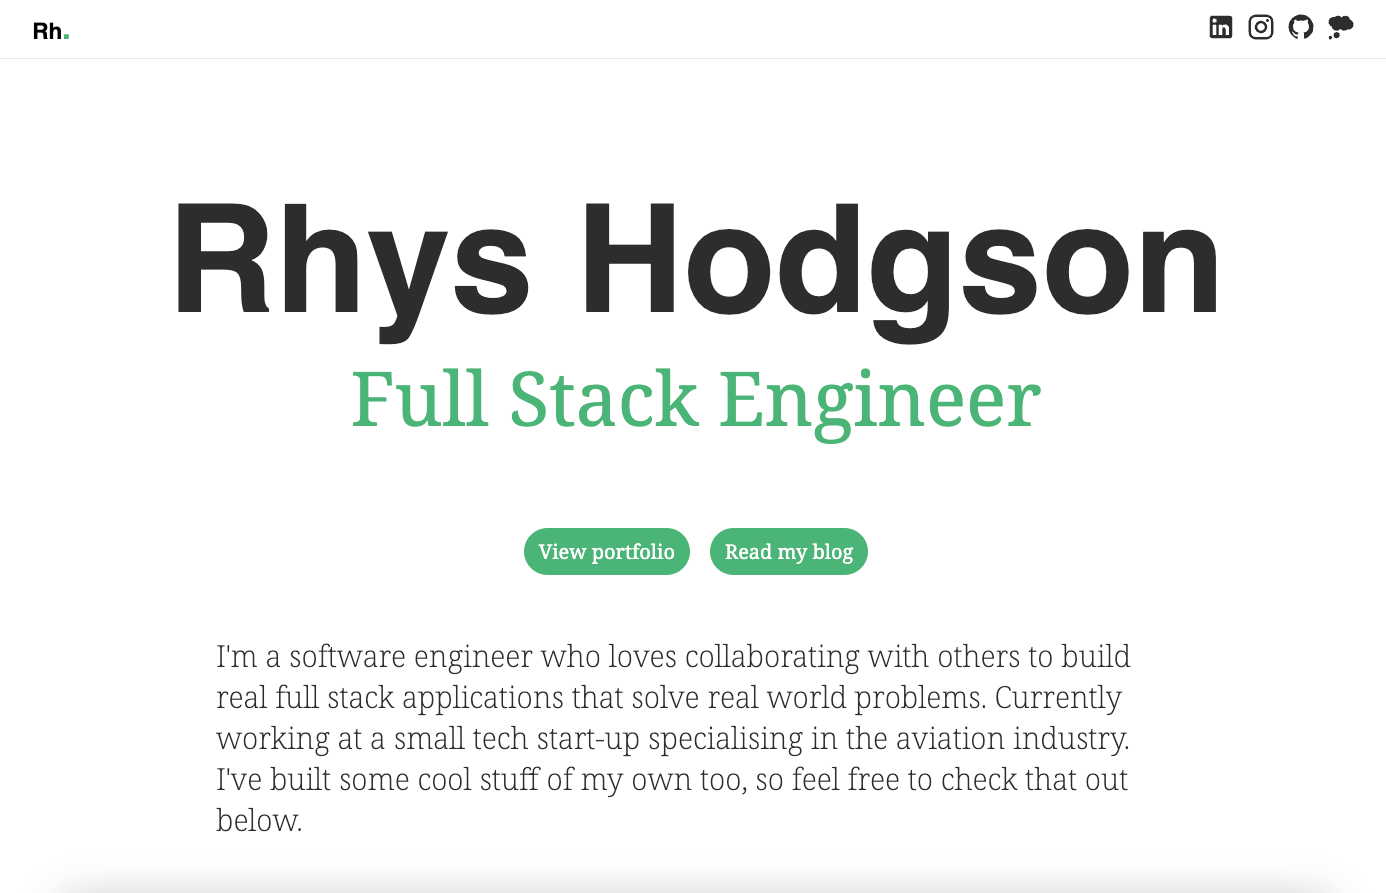 Rh.
Rhys Hodgson
Full Stack Engineer
View portfolio
Read my blog
I'm a software engineer who loves collaborating with others to build
real full stack applications that solve real world problems. Currently
working at a small tech start-up specialising in the aviation industry.
I've built some cool stuff of my own too, so feel free to check that out
below.